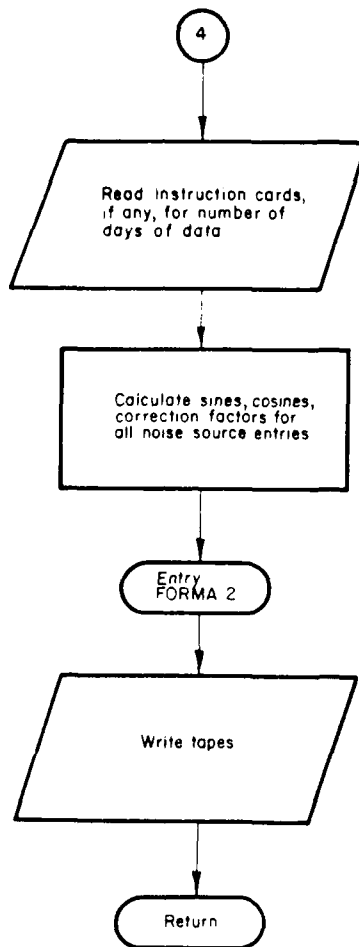 4
Read instruction cards,
if any, for number of
days of data
Calculate sines, cosines,
correction factors for
all noise source entries
Entry
FORMA 2
Write tapes
Return